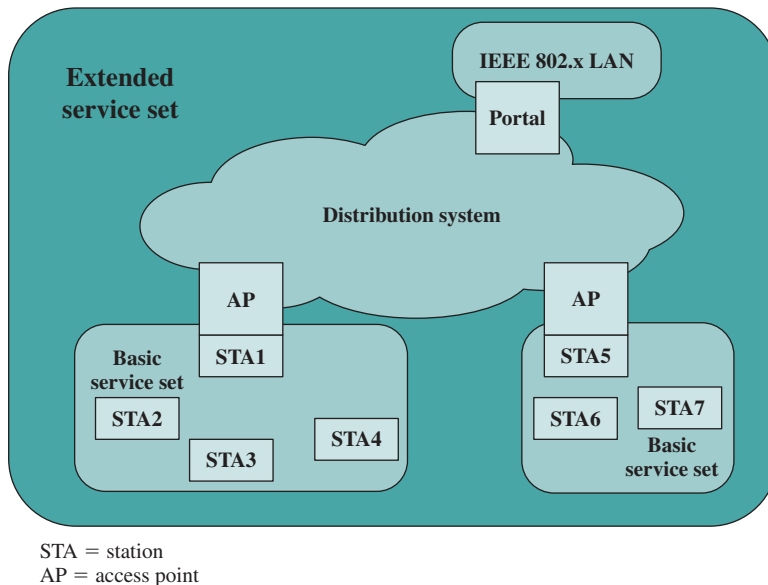 Extended
service set
IEEE 802.x LAN
Portal
Distribution system
AP
AP
STA1
STA5
Basic
service set
STA2
STA3
STA4
STA6
STA7
Basic
service set
STA = station
AP = access point